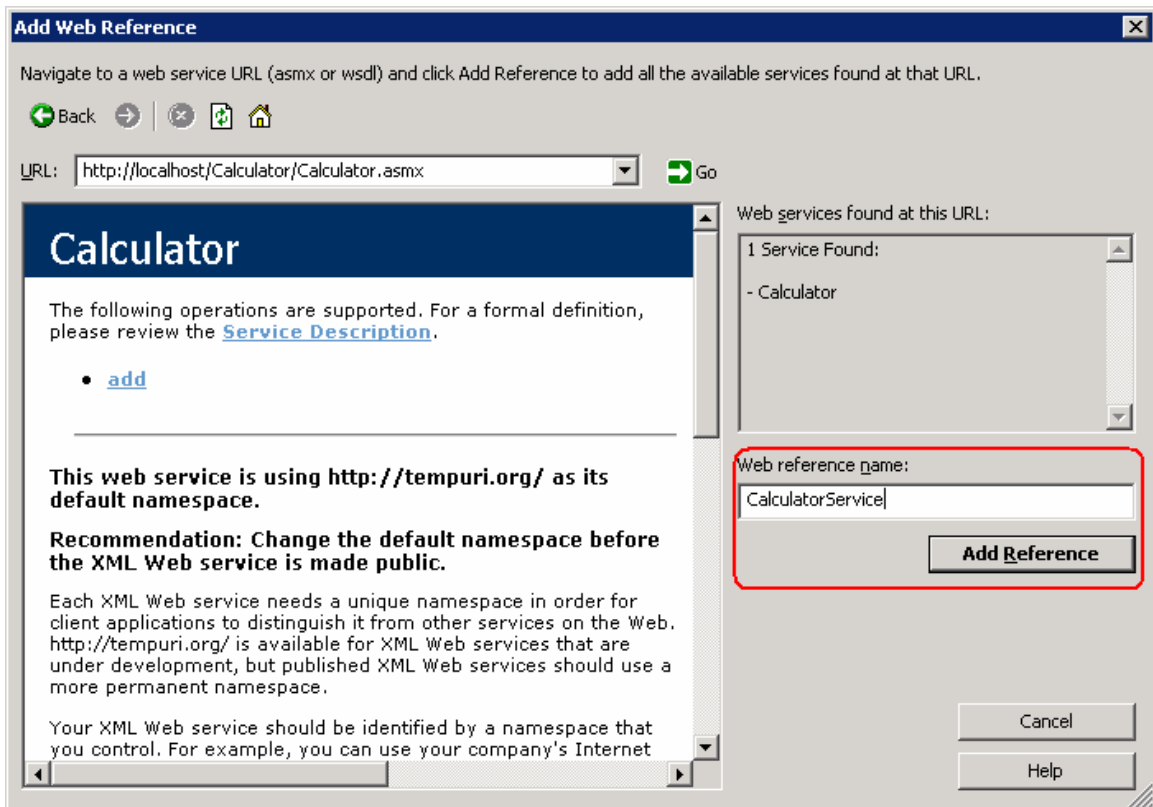 Add Web Reference
Navigate to a web service URL (asmx or wsdl) and click Add Reference to add all the available services found at that URL.
Back
URL: http://localhost/Calculator/Calculator.asmx Go
Calculator
The following operations are supported. For a formal definition,
please review the Service Description.
• add
This web service is using http://tempuri.org/ as its
default namespace.
Recommendation: Change the default namespace before
the XML Web service is made public.
Each XML Web service needs a unique namespace in order for
client applications to distinguish it from other services on the Web.
http://tempuri.org/ is available for XML Web services that are
under development, but published XML Web services should use a
more permanent namespace.
Your XML Web service should be identified by a namespace that
you control. For example, you can use your company's Internet
Web services found at this URL:
1 Service Found:
- Calculator
Web reference name:
CalculatorService
Add Reference
Cancel
Help